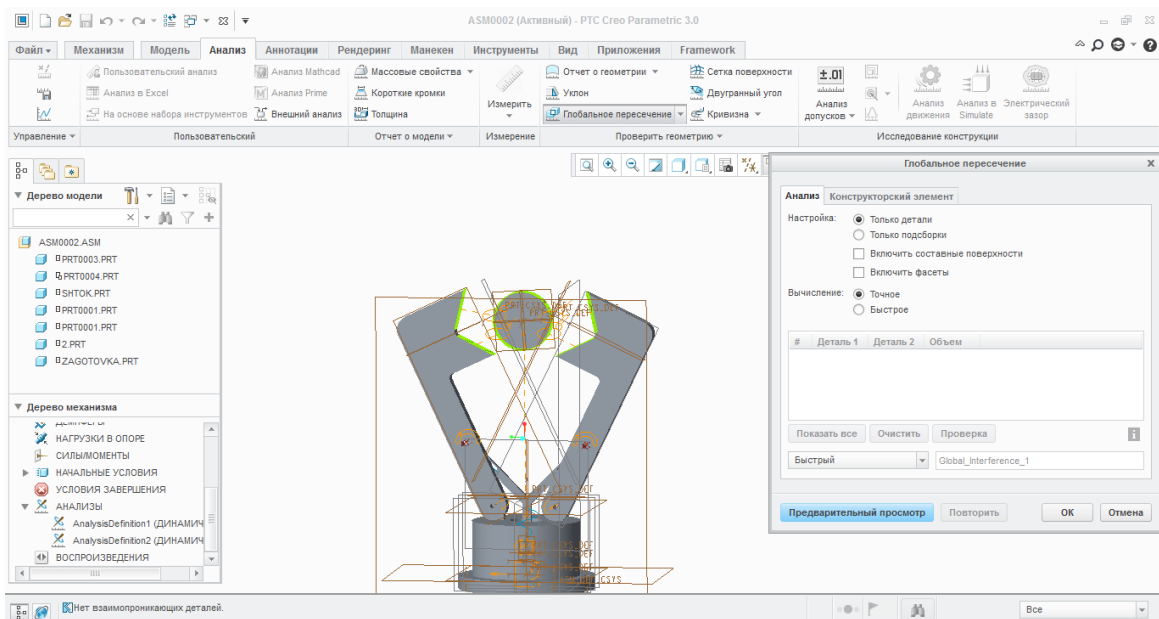 ASM0002 (Активный) - PTC Creo Parametric 3.0
Файл Механизм Модель Анализ Аннотации Рендеринг Манекен Инструменты Вид Приложения Framework
Пользовательский анализ Анализ Mathcad Массовые свойства Отчет о геометрии Сетка поверхности
Анализ в Excel Анализ Prime Короткие кромки Измерить Уклон Двугранный угол Анализ допусков Анализ движения Анализ в Simulate Электрический зазор
На основе набора инструментов Внешний анализ Толщина Глобальное пересечение Кривизна
Управление Пользовательский Отчет о модели Измерение Проверить геометрию Исследование конструкции
Дерево модели
ASM0002.ASM
PRT0003.PRT
PRT0004.PRT
SHTOK.PRT
PRT0001.PRT
PRT0001.PRT
2.PRT
ZAGOTOVKA.PRT
Дерево механизма
НАГРУЗКИ В ОПОРЕ
СИЛЫ/МОМЕНТЫ
НАЧАЛЬНЫЕ УСЛОВИЯ
УСЛОВИЯ ЗАВЕРШЕНИЯ
АНАЛИЗЫ
AnalysisDefinition1 (ДИНАМИЧ
AnalysisDefinition2 (ДИНАМИЧ
ВОСПРОИЗВЕДЕНИЯ
Глобальное пересечение
Анализ Конструкторский элемент
Настройка: Только детали
Только подсборки
Включить составные поверхности
Включить фасеты
Вычисление: Точное
Быстрое
# Деталь 1 Деталь 2 Объем
Показать все Очистить Проверка
Быстрый Global_Interference_1
Предварительный просмотр Повторить ОК Отмена
Нет взаимопроникающих деталей.
Все